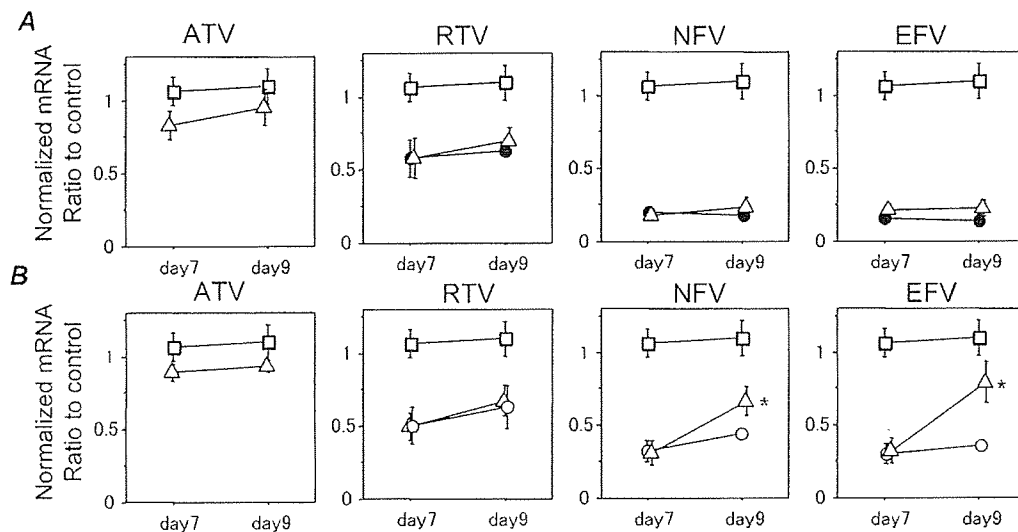 A
ATV RTV NFV EFV
Normalized mRNA
Ratio to control
1 1 1 1
0.5 0.5 0.5 0.5
0 0 0 0
day7 day9 day7 day9 day7 day9 day7 day9
B
ATV RTV NFV EFV
Normalized mRNA
Ratio to control
1 1 1 1
0.5 0.5 0.5 0.5
* *
0 0 0 0
day7 day9 day7 day9 day7 day9 day7 day9